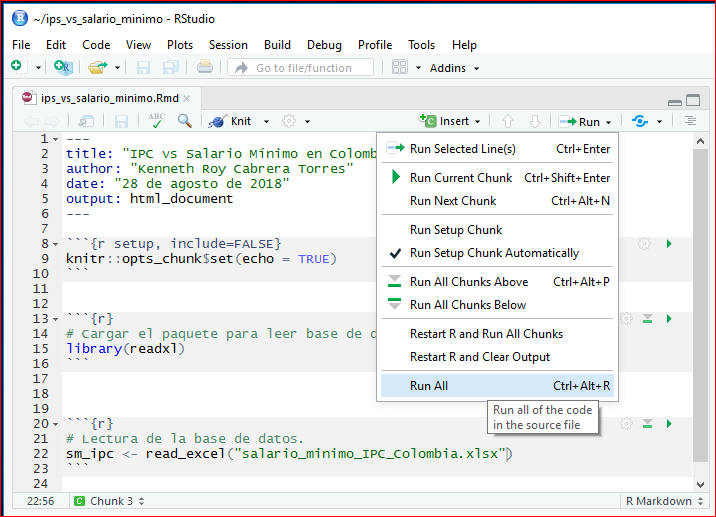 ~/ips_vs_salario_minimo - RStudio
File Edit Code View Plots Session Build Debug Profile Tools Help
Go to file/function Addins
ips_vs_salario_minimo.Rmd
ABC Knit Insert Run
1 ---
2 title: "IPC vs Salario Mínimo en Colomb
3 author: "Kenneth Roy Cabrera Torres"
4 date: "28 de agosto de 2018"
5 output: html_document
6 ---
7
8 ```{r setup, include=FALSE}
9 knitr::opts_chunk$set(echo = TRUE)
10 ```
11
12
13 ```{r}
14 # Cargar el paquete para leer base de d
15 library(readxl)
16 ```
17
18
19
20 ```{r}
21 # Lectura de la base de datos.
22 sm_ipc <- read_excel("salario_minimo_IPC_Colombia.xlsx")
23 ```
24
Run Selected Line(s) Ctrl+Enter
Run Current Chunk Ctrl+Shift+Enter
Run Next Chunk Ctrl+Alt+N
Run Setup Chunk
Run Setup Chunk Automatically
Run All Chunks Above Ctrl+Alt+P
Run All Chunks Below
Restart R and Run All Chunks
Restart R and Clear Output
Run All Ctrl+Alt+R
Run all of the code
in the source file
22:56 C Chunk 3 R Markdown